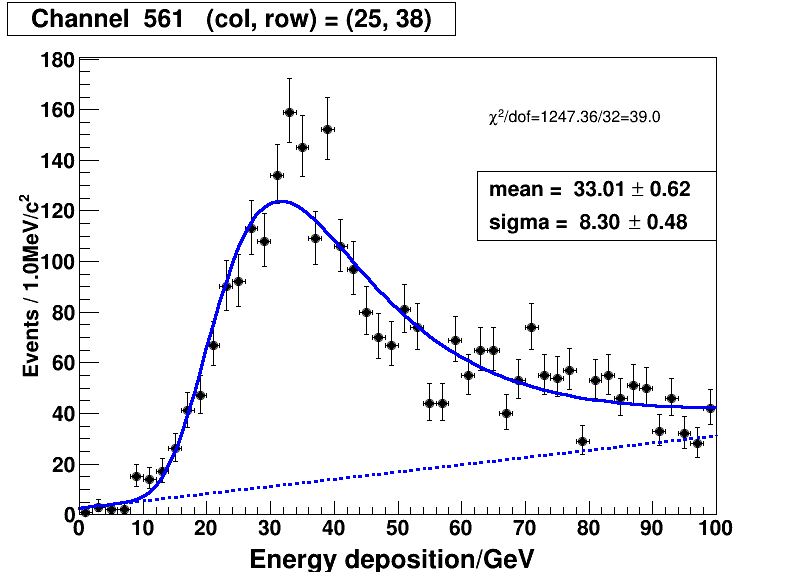 Channel 561 (col, row) = (25, 38)
180
160
140
120
100
80
60
40
20
0
Events / 1.0MeV/c²
χ²/dof=1247.36/32=39.0
mean = 33.01 ± 0.62
sigma = 8.30 ± 0.48
0 10 20 30 40 50 60 70 80 90 100
Energy deposition/GeV